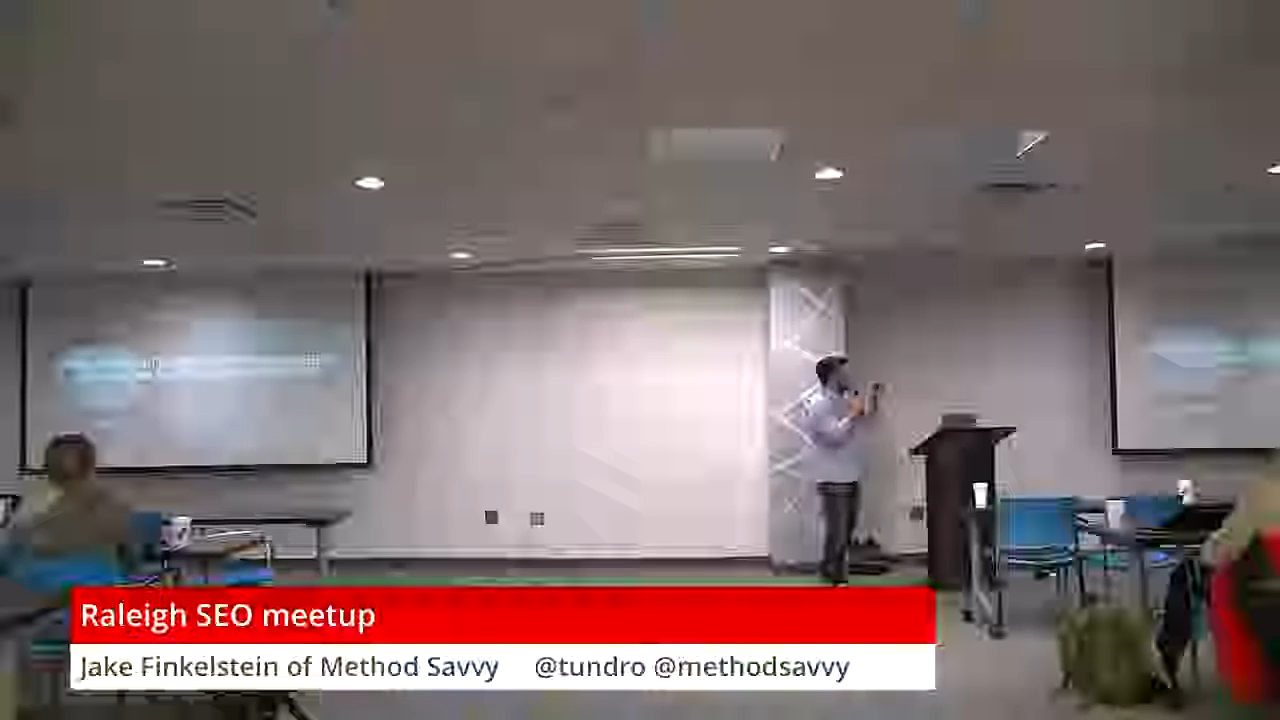 Raleigh SEO meetup
Jake Finkelstein of Method Savvy @tundro @methodsavvy